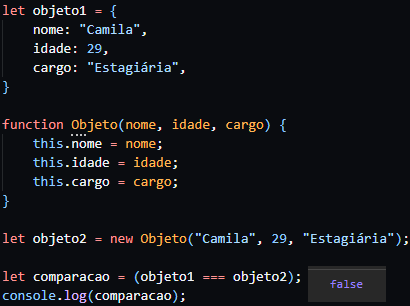 let objeto1 = {
    nome: "Camila",
    idade: 29,
    cargo: "Estagiária",
}

function Objeto(nome, idade, cargo) {
    this.nome = nome;
    this.idade = idade;
    this.cargo = cargo;
}

let objeto2 = new Objeto("Camila", 29, "Estagiária");

let comparacao = (objeto1 === objeto2);
false
console.log(comparacao);